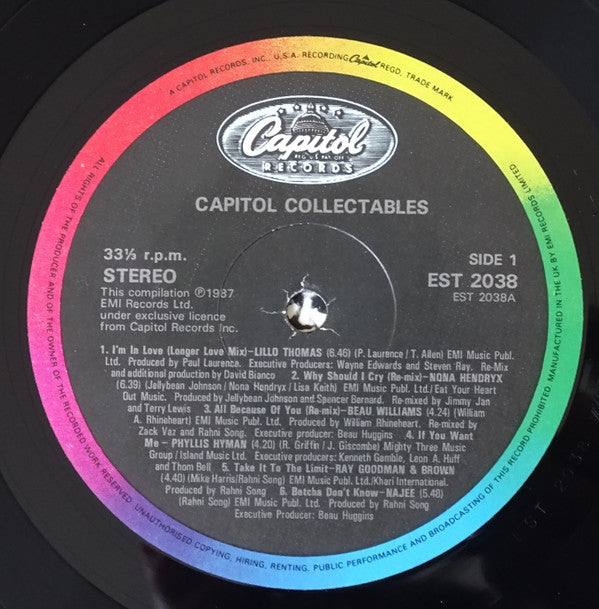 A CAPITOL RECORDS, INC., U.S.A. RECORDING Capitol REGD. TRADE MARK
Capitol
REG. U.S. PAT. OFF.
RECORDS
CAPITOL COLLECTABLES
33⅓ r.p.m.
STEREO
This compilation ℗1987
EMI Records Ltd.
under exclusive licence
from Capitol Records Inc.
SIDE 1
EST 2038
EST 2038A
1. I'm In Love (Longer Love Mix)–LILLO THOMAS (6.46) (P. Laurence / T. Allen) EMI Music Publ.
Ltd. Produced by Paul Laurence. Executive Producers: Wayne Edwards and Steven Ray. Re-Mix
and additional production by David Bianco 2. Why Should I Cry (Re-mix)–NONA HENDRYX
(6.39) (Jellybean Johnson / Nona Hendryx / Lisa Keith) EMI Music Publ. Ltd/ Eat Your Heart
Out Music. Produced by Jellybean Johnson and Spencer Bernard. Re-mixed by Jimmy Jan
and Terry Lewis 3. All Because Of You (Re-mix)–BEAU WILLIAMS (4.24) (William
A. Rhineheart) EMI Music Publ. Ltd. Produced by William Rhineheart. Re-mixed by
Zack Vaz and Rahni Song. Executive producer: Beau Huggins 4. If You Want
Me – PHYLLIS HYMAN (4.20) (R. Griffin / J. Giscombe) Mighty Three Music
Group / Island Music Ltd. Executive producers: Kenneth Gamble, Leon A. Huff
and Thom Bell 5. Take It To The Limit–RAY GOODMAN & BROWN
(4.40) (Mike Harris/Rahni Song) EMI Music Publ. Ltd./Khari International.
Produced by Rahni Song 6. Betcha Don't Know–NAJEE (5.48)
(Rahni Song) EMI Music Publ. Ltd. Produced by Rahni Song
Executive Producer: Beau Huggins
ALL RIGHTS OF THE PRODUCER AND OF THE OWNER OF THE RECORDED WORK RESERVED. UNAUTHORISED COPYING, HIRING, RENTING, PUBLIC PERFORMANCE AND BROADCASTING OF THIS RECORD PROHIBITED. MANUFACTURED IN THE UK BY EMI RECORDS LIMITED